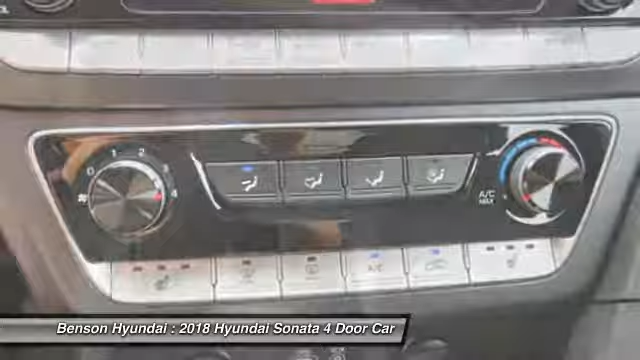 0 1 2 3 4
A/C
MAX
A/C
Benson Hyundai : 2018 Hyundai Sonata 4 Door Car